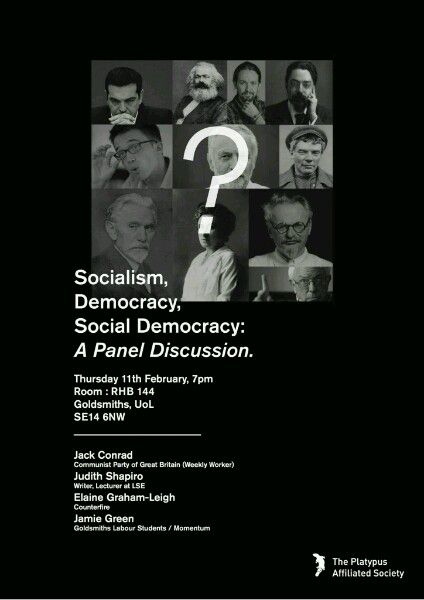 ?
Socialism,
Democracy,
Social Democracy:
A Panel Discussion.
Thursday 11th February, 7pm
Room : RHB 144
Goldsmiths, UoL
SE14 6NW
Jack Conrad
Communist Party of Great Britain (Weekly Worker)
Judith Shapiro
Writer, Lecturer at LSE
Elaine Graham-Leigh
Counterfire
Jamie Green
Goldsmiths Labour Students / Momentum
The Platypus
Affiliated Society